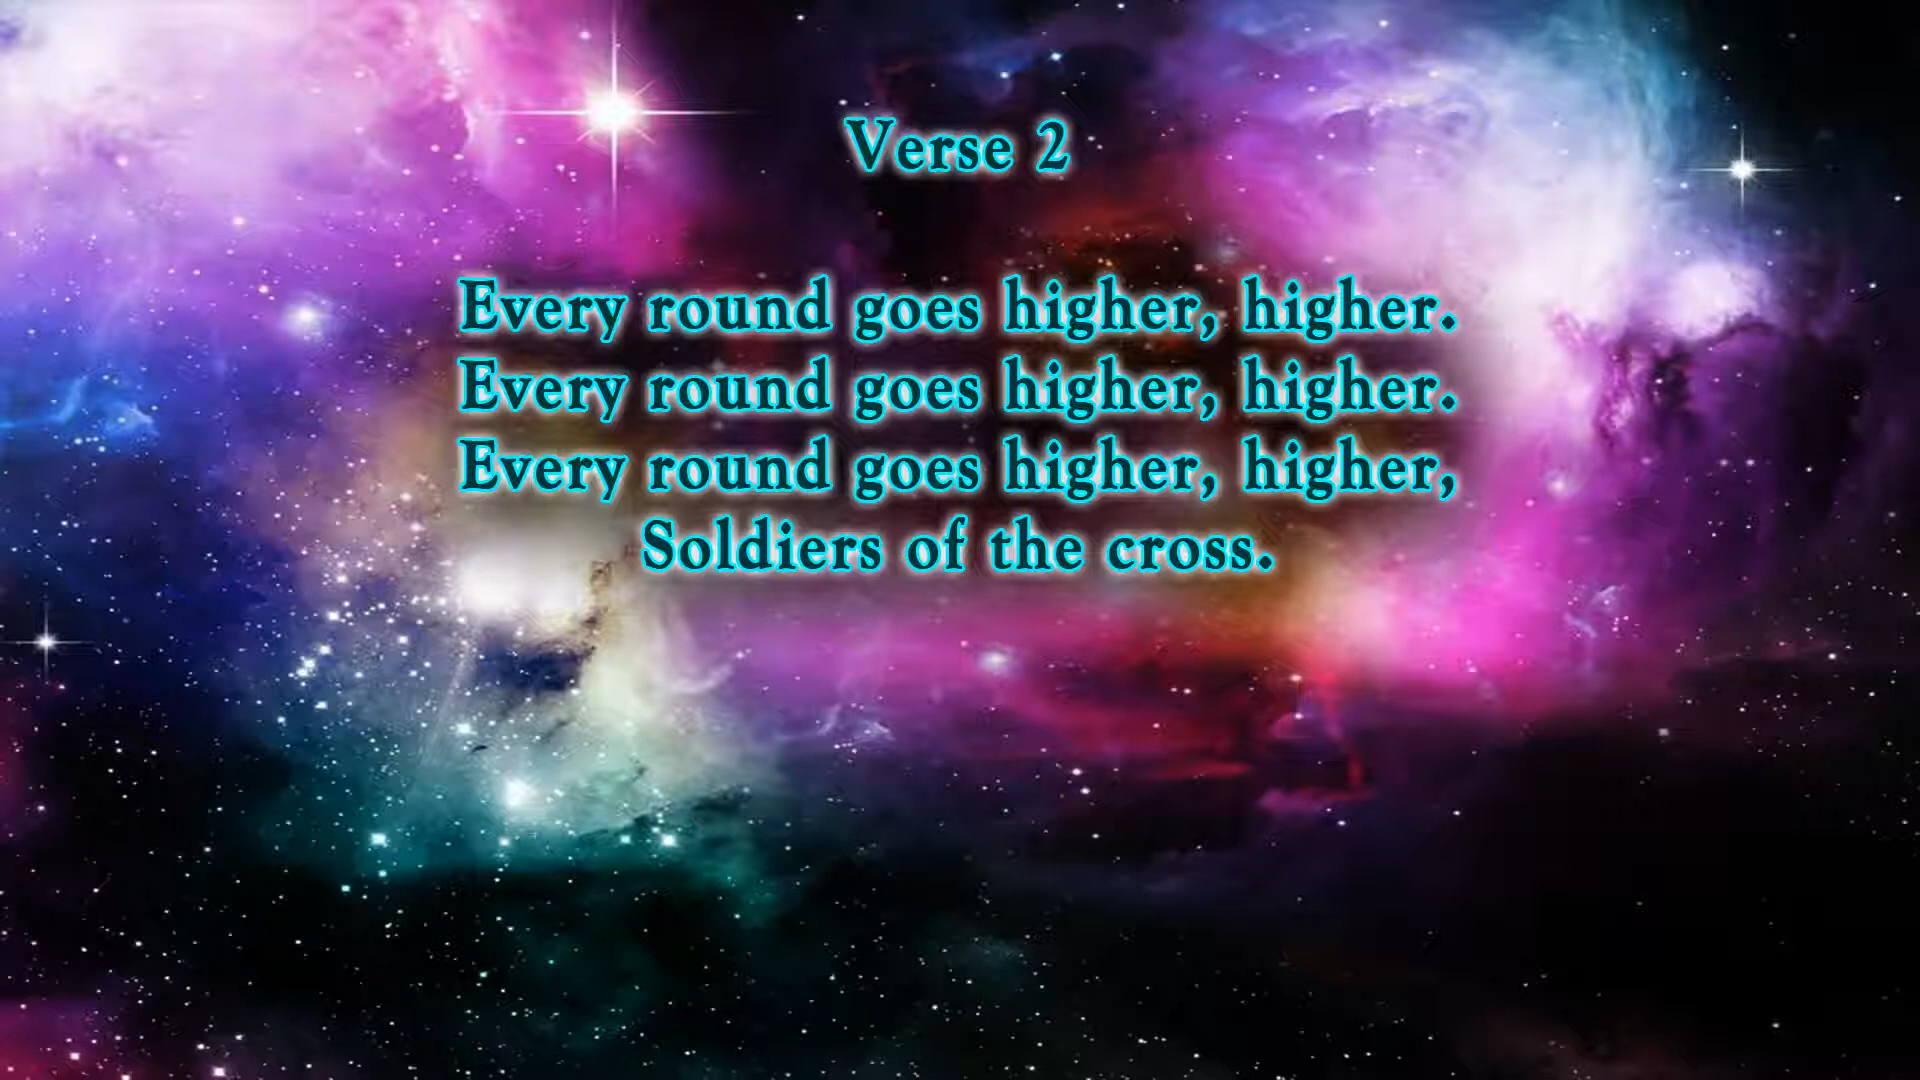 Verse 2
Every round goes higher, higher.
Every round goes higher, higher.
Every round goes higher, higher,
Soldiers of the cross.